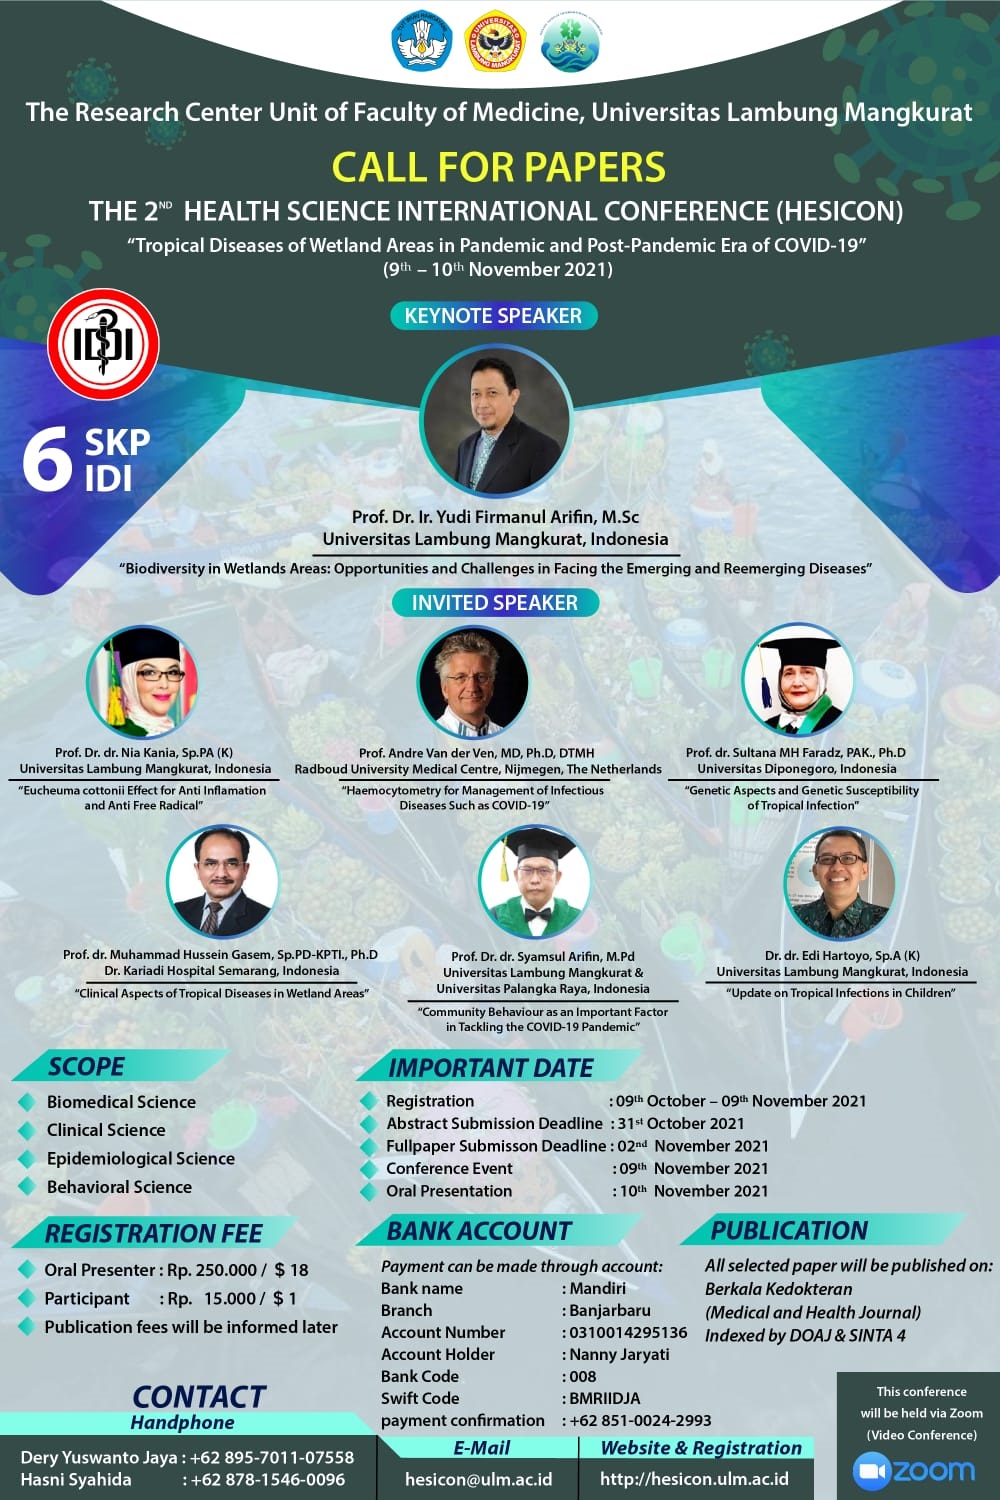 The Research Center Unit of Faculty of Medicine, Universitas Lambung Mangkurat
CALL FOR PAPERS
THE 2ND HEALTH SCIENCE INTERNATIONAL CONFERENCE (HESICON)
“Tropical Diseases of Wetland Areas in Pandemic and Post-Pandemic Era of COVID-19”
(9th – 10th November 2021)
KEYNOTE SPEAKER
IDI
6 SKP
IDI
Prof. Dr. Ir. Yudi Firmanul Arifin, M.Sc
Universitas Lambung Mangkurat, Indonesia
“Biodiversity in Wetlands Areas: Opportunities and Challenges in Facing the Emerging and Reemerging Diseases”
INVITED SPEAKER
Prof. Dr. dr. Nia Kania, Sp.PA (K)
Universitas Lambung Mangkurat, Indonesia
“Eucheuma cottonii Effect for Anti Inflamation
and Anti Free Radical”
Prof. Andre Van der Ven, MD, Ph.D, DTMH
Radboud University Medical Centre, Nijmegen, The Netherlands
“Haemocytometry for Management of Infectious
Diseases Such as COVID-19”
Prof. dr. Sultana MH Faradz, PAK., Ph.D
Universitas Diponegoro, Indonesia
“Genetic Aspects and Genetic Susceptibility
of Tropical Infection”
Prof. dr. Muhammad Hussein Gasem, Sp.PD-KPTI., Ph.D
Dr. Kariadi Hospital Semarang, Indonesia
“Clinical Aspects of Tropical Diseases in Wetland Areas”
Prof. Dr. dr. Syamsul Arifin, M.Pd
Universitas Lambung Mangkurat &
Universitas Palangka Raya, Indonesia
“Community Behaviour as an Important Factor
in Tackling the COVID-19 Pandemic”
Dr. dr. Edi Hartoyo, Sp.A (K)
Universitas Lambung Mangkurat, Indonesia
“Update on Tropical Infections in Children”
SCOPE
Biomedical Science
Clinical Science
Epidemiological Science
Behavioral Science
IMPORTANT DATE
Registration : 09th October – 09th November 2021
Abstract Submission Deadline : 31st October 2021
Fullpaper Submisson Deadline : 02nd November 2021
Conference Event : 09th November 2021
Oral Presentation : 10th November 2021
REGISTRATION FEE
Oral Presenter : Rp. 250.000 / $ 18
Participant : Rp. 15.000 / $ 1
Publication fees will be informed later
BANK ACCOUNT
Payment can be made through account:
Bank name : Mandiri
Branch : Banjarbaru
Account Number : 0310014295136
Account Holder : Nanny Jaryati
Bank Code : 008
Swift Code : BMRIIDJA
payment confirmation : +62 851-0024-2993
PUBLICATION
All selected paper will be published on:
Berkala Kedokteran
(Medical and Health Journal)
Indexed by DOAJ & SINTA 4
CONTACT
Handphone
Dery Yuswanto Jaya : +62 895-7011-07558
Hasni Syahida : +62 878-1546-0096
E-Mail
hesicon@ulm.ac.id
Website & Registration
http://hesicon.ulm.ac.id
This conference
will be held via Zoom
(Video Conference)
zoom